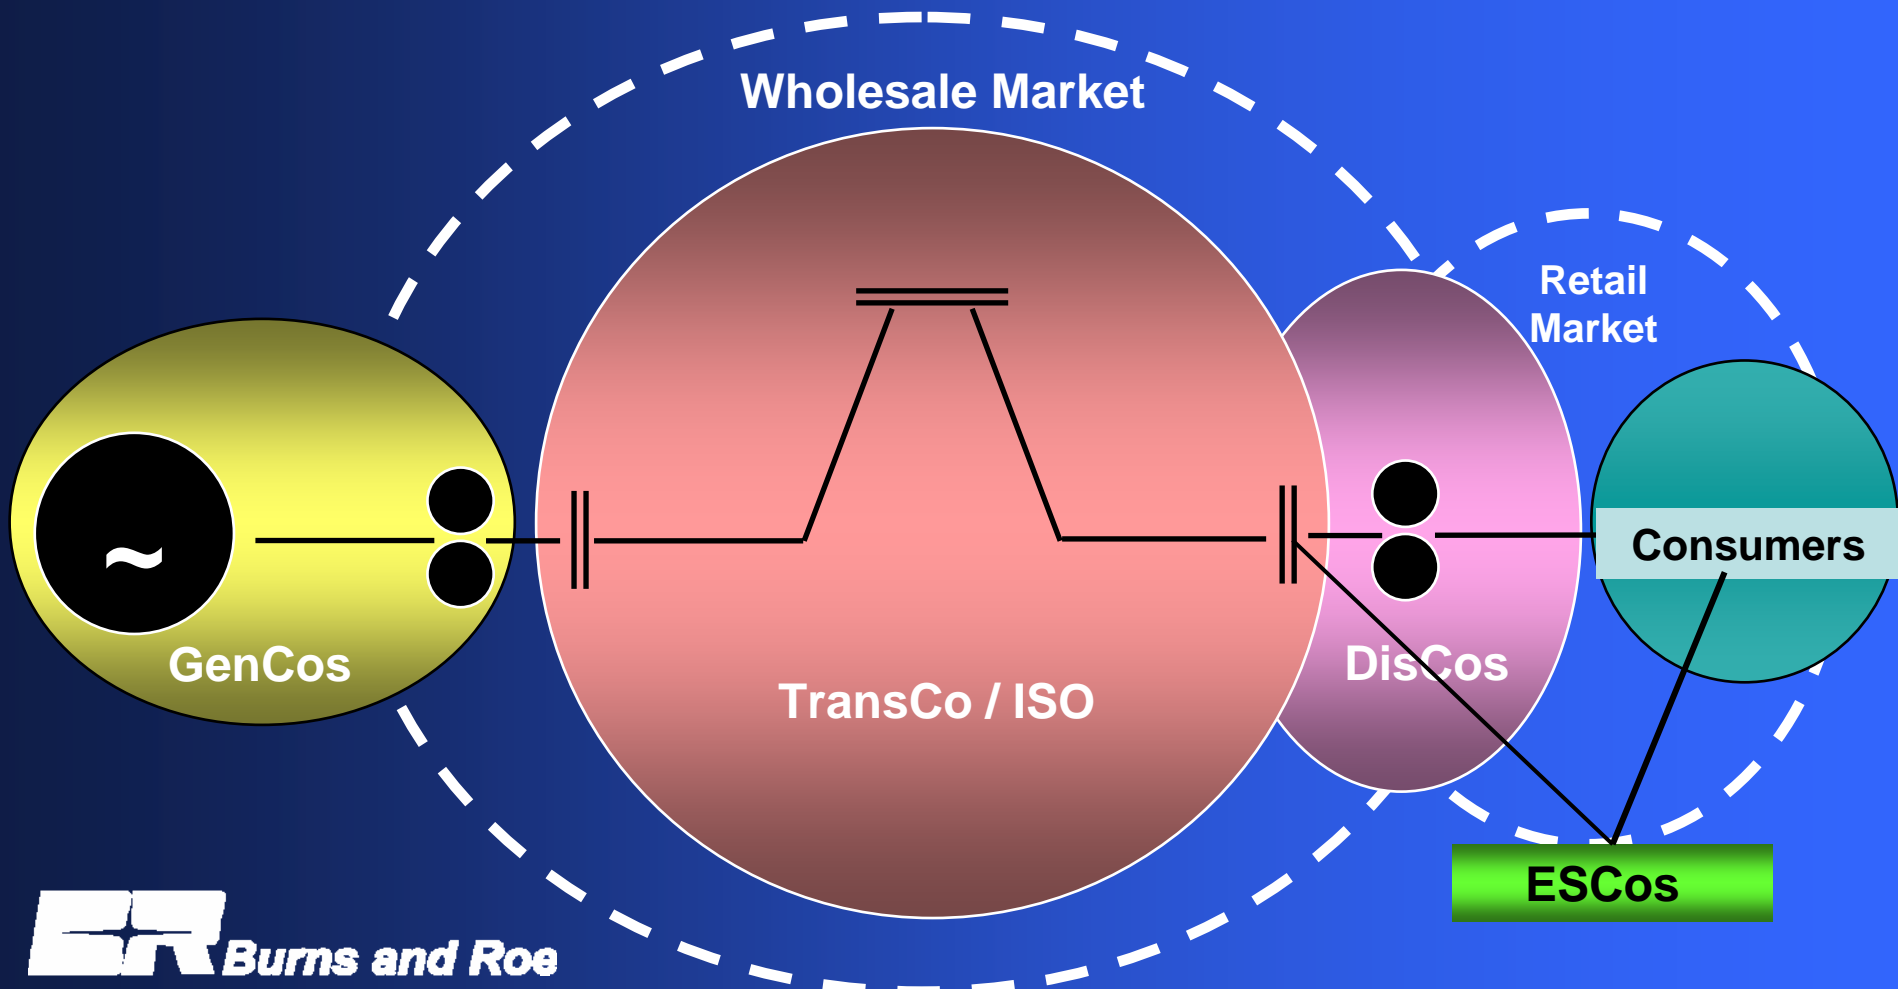 Wholesale Market
Retail
Market
~
Consumers
GenCos
DisCos
TransCo / ISO
ESCos
Burns and Roe